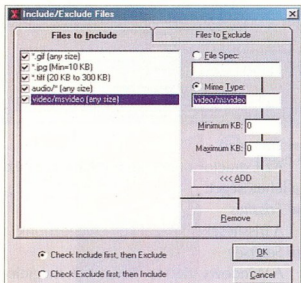 Include/Exclude Files
Files to Include
Files to Exclude
*.gif (any size)
*.jpg (Min=10 KB)
*.tiff (20 KB to 300 KB)
audio/* (any size)
video/msvideo (any size)
File Spec:
Mime Type:
video/msvideo
Minimum KB: 0
Maximum KB: 0
<<< ADD
Remove
Check Include first, then Exclude
Check Exclude first, then Include
OK
Cancel